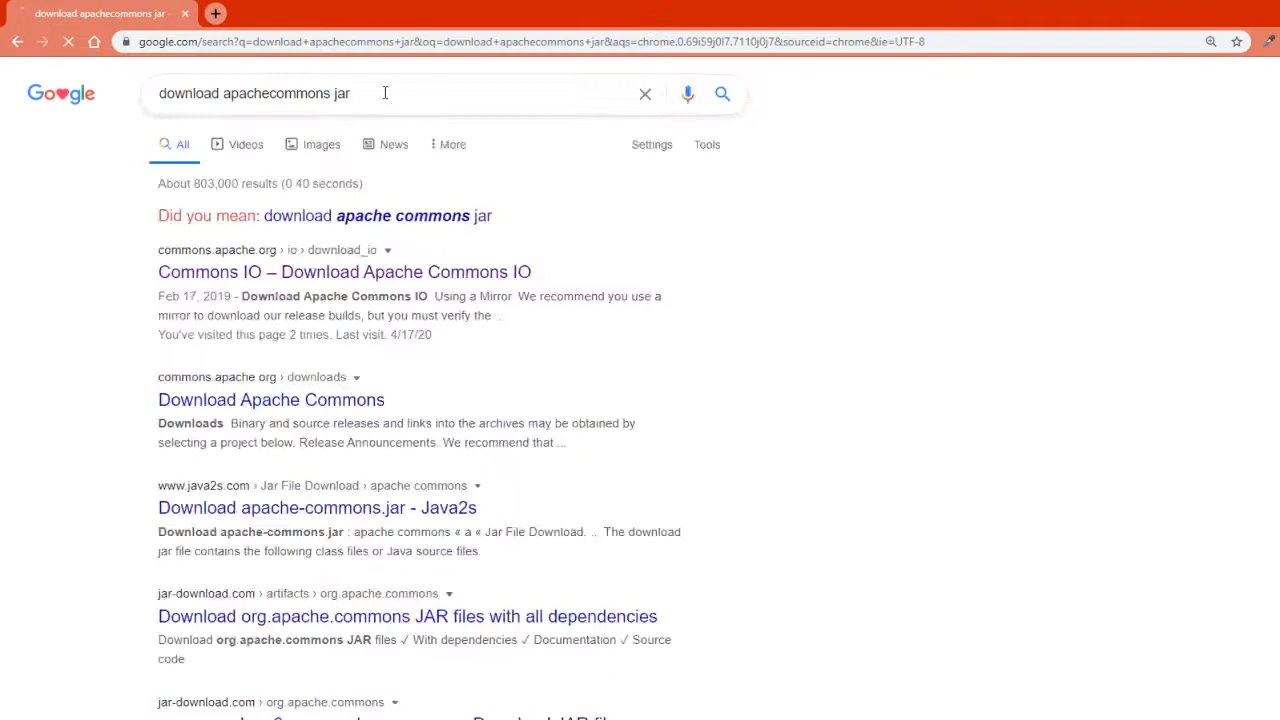 download apachecommons jar
google.com/search?q=download+apachecommons+jar&oq=download+apachecommons+jar&aqs=chrome.0.69i59j0l7.7110j0j7&sourceid=chrome&ie=UTF-8
Google
download apachecommons jar
All Videos Images News More Settings Tools
About 803,000 results (0 40 seconds)
Did you mean: download apache commons jar
commons.apache.org › io › download_io
Commons IO – Download Apache Commons IO
Feb 17, 2019 - Download Apache Commons IO Using a Mirror We recommend you use a
mirror to download our release builds, but you must verify the ...
You've visited this page 2 times. Last visit. 4/17/20
commons.apache org › downloads
Download Apache Commons
Downloads Binary and source releases and links into the archives may be obtained by
selecting a project below. Release Announcements. We recommend that ...
www.java2s.com › Jar File Download › apache commons
Download apache-commons.jar - Java2s
Download apache-commons.jar : apache commons « a « Jar File Download. ... The download
jar file contains the following class files or Java source files.
jar-download.com › artifacts › org.apache.commons
Download org.apache.commons JAR files with all dependencies
Download org.apache.commons JAR files ✓ With dependencies ✓ Documentation ✓ Source
code
jar-download.com › org.apache.commons